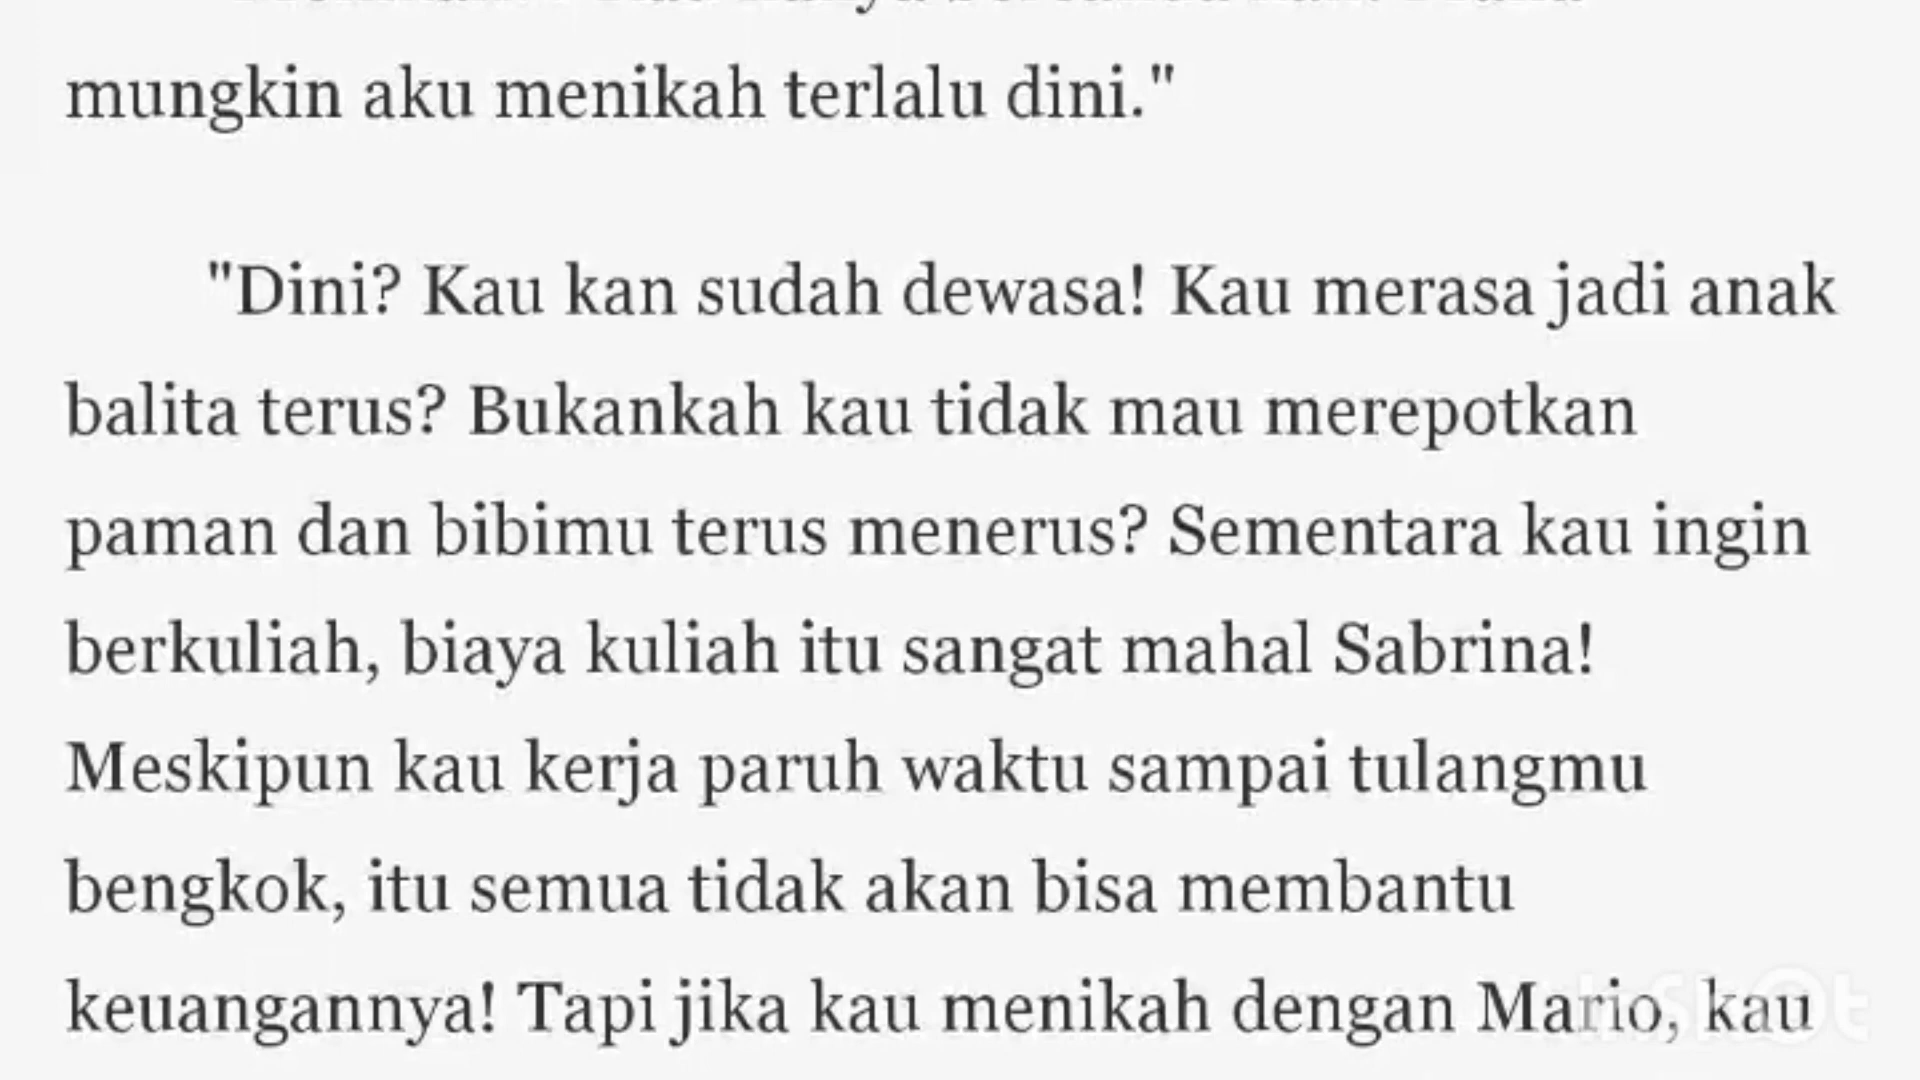 mungkin aku menikah terlalu dini."
"Dini? Kau kan sudah dewasa! Kau merasa jadi anak
balita terus? Bukankah kau tidak mau merepotkan
paman dan bibimu terus menerus? Sementara kau ingin
berkuliah, biaya kuliah itu sangat mahal Sabrina!
Meskipun kau kerja paruh waktu sampai tulangmu
bengkok, itu semua tidak akan bisa membantu
keuangannya! Tapi jika kau menikah dengan Mario, kau